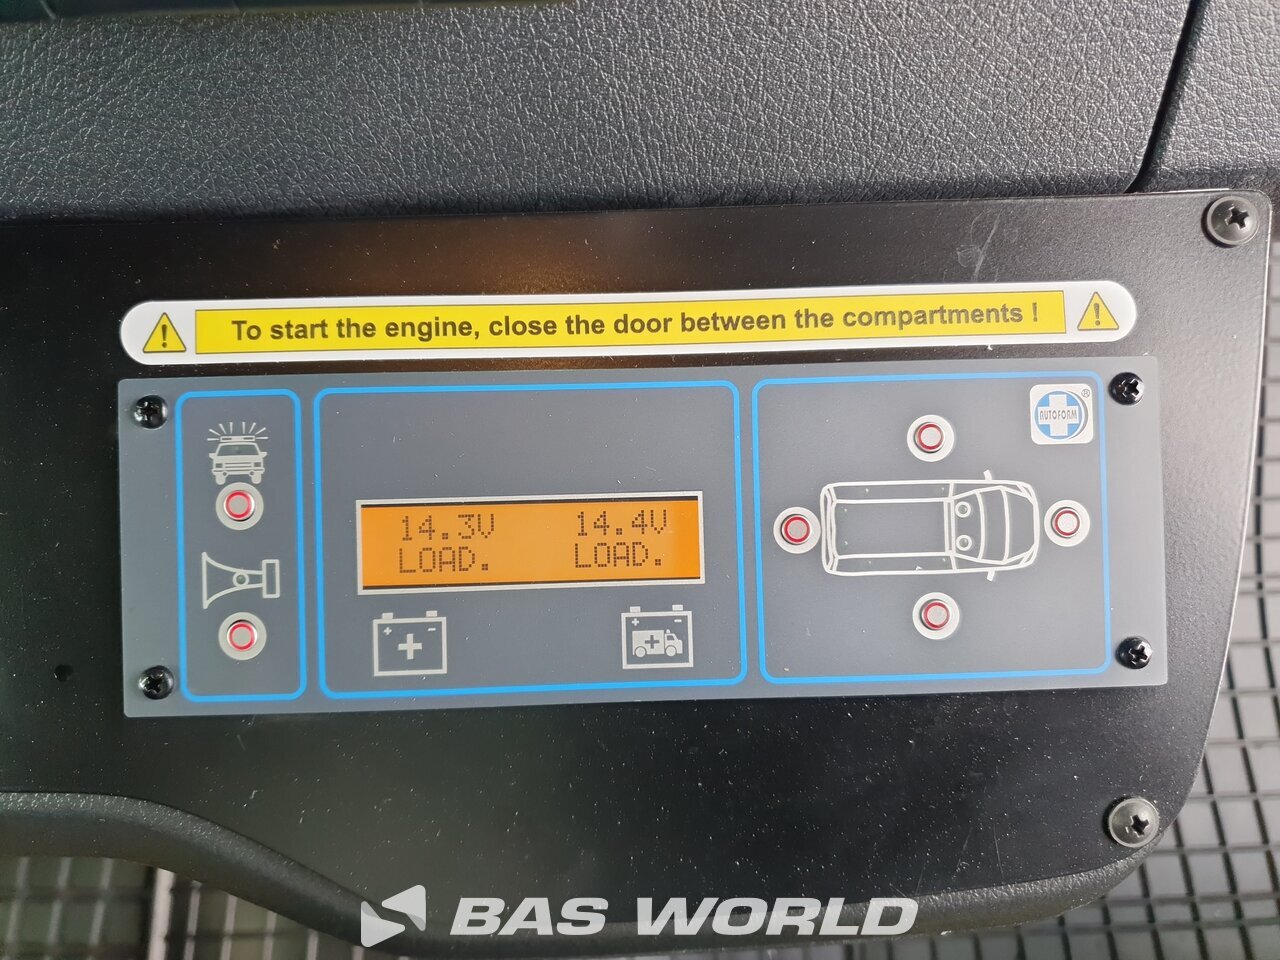 To start the engine, close the door between the compartments !
AUTOFORM ®
14.3V 14.4V
LOAD. LOAD.
BAS WORLD